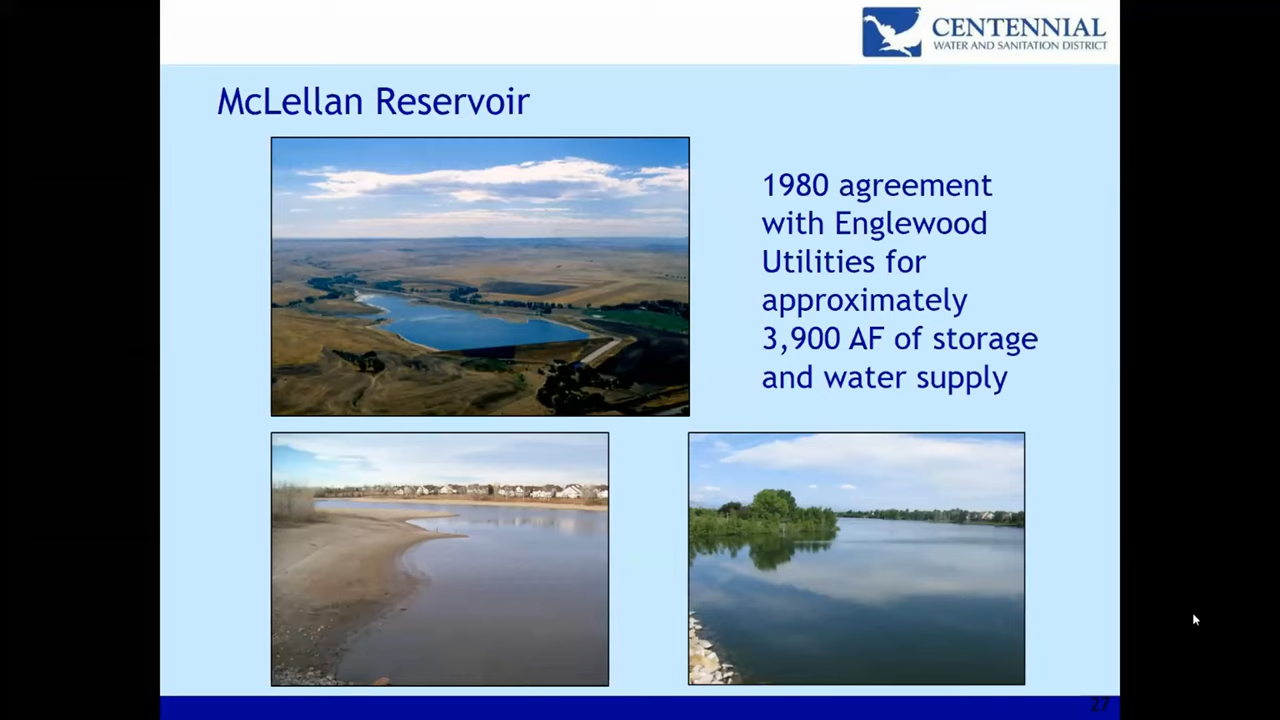 CENTENNIAL
WATER AND SANITATION DISTRICT
McLellan Reservoir
1980 agreement
with Englewood
Utilities for
approximately
3,900 AF of storage
and water supply
27